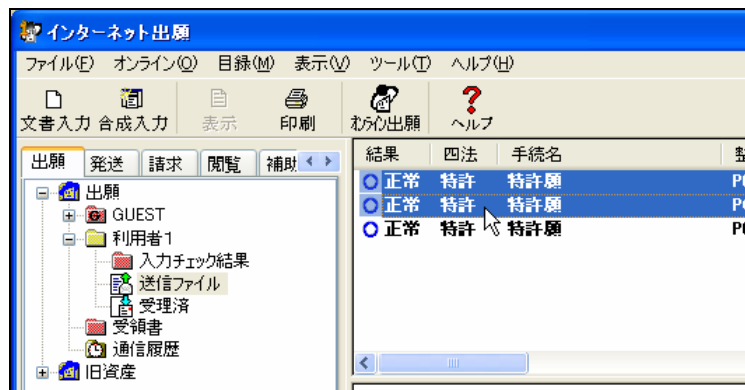 インターネット出願
ファイル(F) オンライン(O) 目録(M) 表示(V) ツール(T) ヘルプ(H)
文書入力 合成入力 表示 印刷 オンライン出願 ヘルプ
出願 発送 請求 閲覧 補助
出願
GUEST
利用者1
入力チェック結果
送信ファイル
受理済
受領書
通信履歴
旧資産
結果 四法 手続名 整
正常 特許 特許願
正常 特許 特許願
正常 特許 特許願